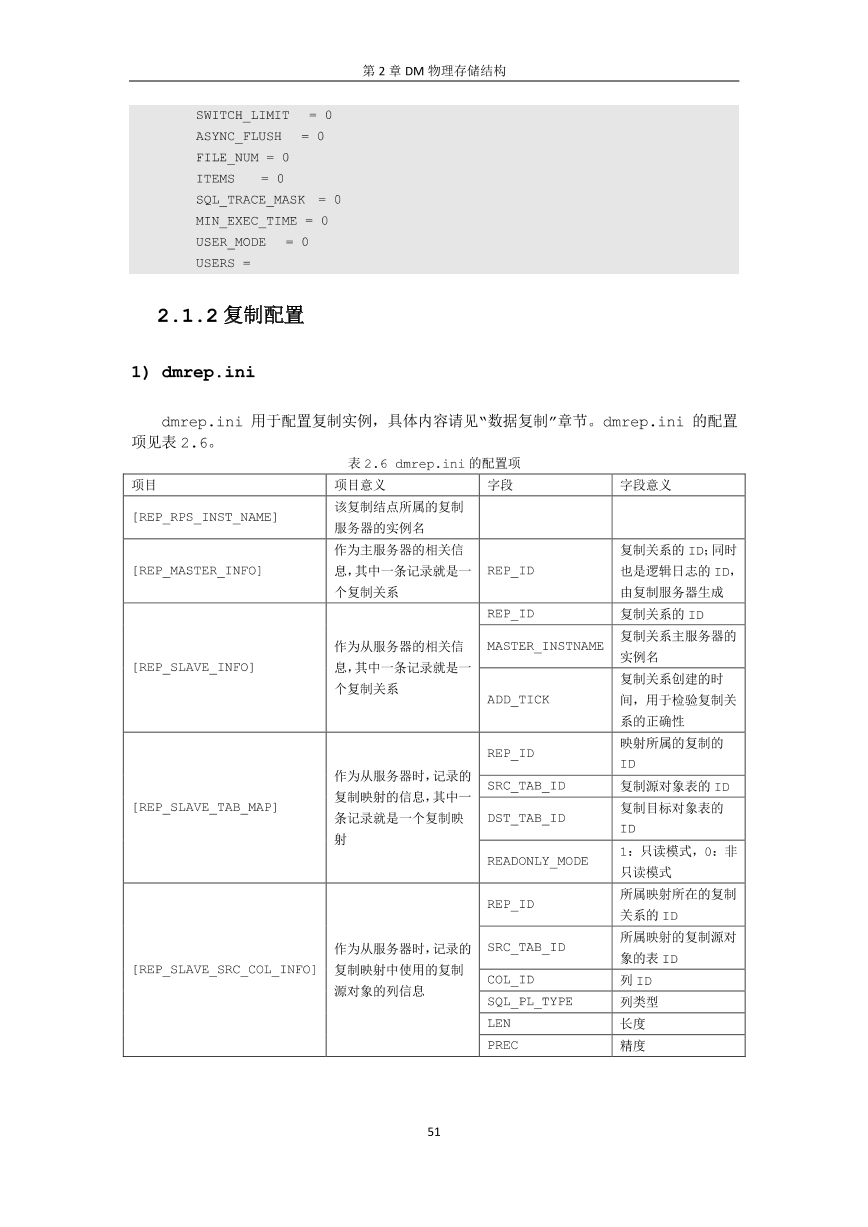 第 2 章 DM 物理存储结构
SWITCH_LIMIT = 0
ASYNC_FLUSH = 0
FILE_NUM = 0
ITEMS = 0
SQL_TRACE_MASK = 0
MIN_EXEC_TIME = 0
USER_MODE = 0
USERS =
2.1.2 复制配置
1) dmrep.ini
dmrep.ini 用于配置复制实例，具体内容请见“数据复制”章节。dmrep.ini 的配置
项见表 2.6。
表 2.6 dmrep.ini 的配置项
项目 项目意义 字段 字段意义
[REP_RPS_INST_NAME]
该复制结点所属的复制
服务器的实例名
[REP_MASTER_INFO]
作为主服务器的相关信
息，其中一条记录就是一
个复制关系
REP_ID
复制关系的 ID；同时
也是逻辑日志的 ID，
由复制服务器生成
[REP_SLAVE_INFO]
作为从服务器的相关信
息，其中一条记录就是一
个复制关系
REP_ID
复制关系的 ID
MASTER_INSTNAME
复制关系主服务器的
实例名
ADD_TICK
复制关系创建的时
间，用于检验复制关
系的正确性
[REP_SLAVE_TAB_MAP]
作为从服务器时，记录的
复制映射的信息，其中一
条记录就是一个复制映
射
REP_ID
映射所属的复制的
ID
SRC_TAB_ID
复制源对象表的 ID
DST_TAB_ID
复制目标对象表的
ID
READONLY_MODE
1：只读模式，0：非
只读模式
[REP_SLAVE_SRC_COL_INFO]
作为从服务器时，记录的
复制映射中使用的复制
源对象的列信息
REP_ID
所属映射所在的复制
关系的 ID
SRC_TAB_ID
所属映射的复制源对
象的表 ID
COL_ID
列 ID
SQL_PL_TYPE
列类型
LEN
长度
PREC
精度
51